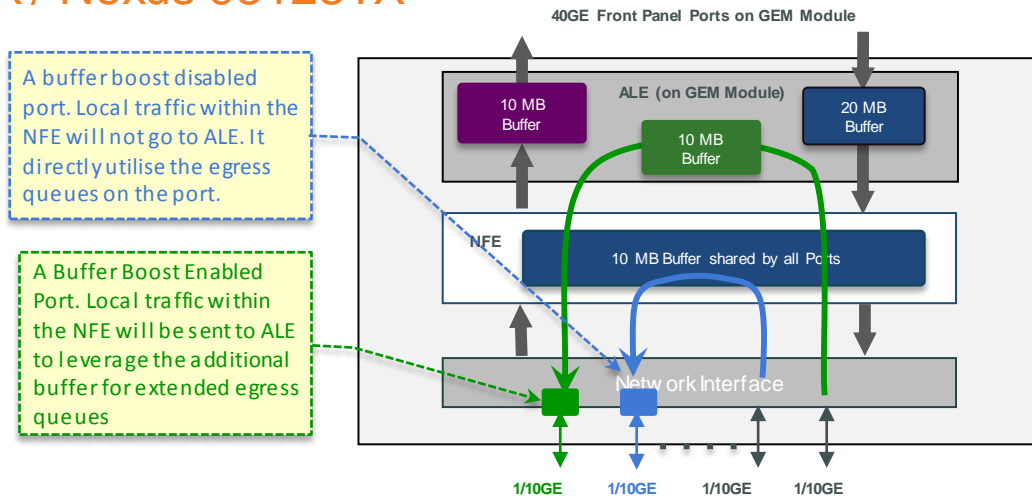 40GE Front Panel Ports on GEM Module
A buffer boost disabled
port. Local traffic within the
NFE will not go to ALE. It
directly utilise the egress
queues on the port.
ALE (on GEM Module)
10 MB
Buffer
10 MB
Buffer
20 MB
Buffer
NFE
10 MB Buffer shared by all Ports
A Buffer Boost Enabled
Port. Local traffic within
the NFE will be sent to ALE
to leverage the additional
buffer for extended egress
queues
Network Interface
1/10GE
1/10GE
1/10GE
1/10GE